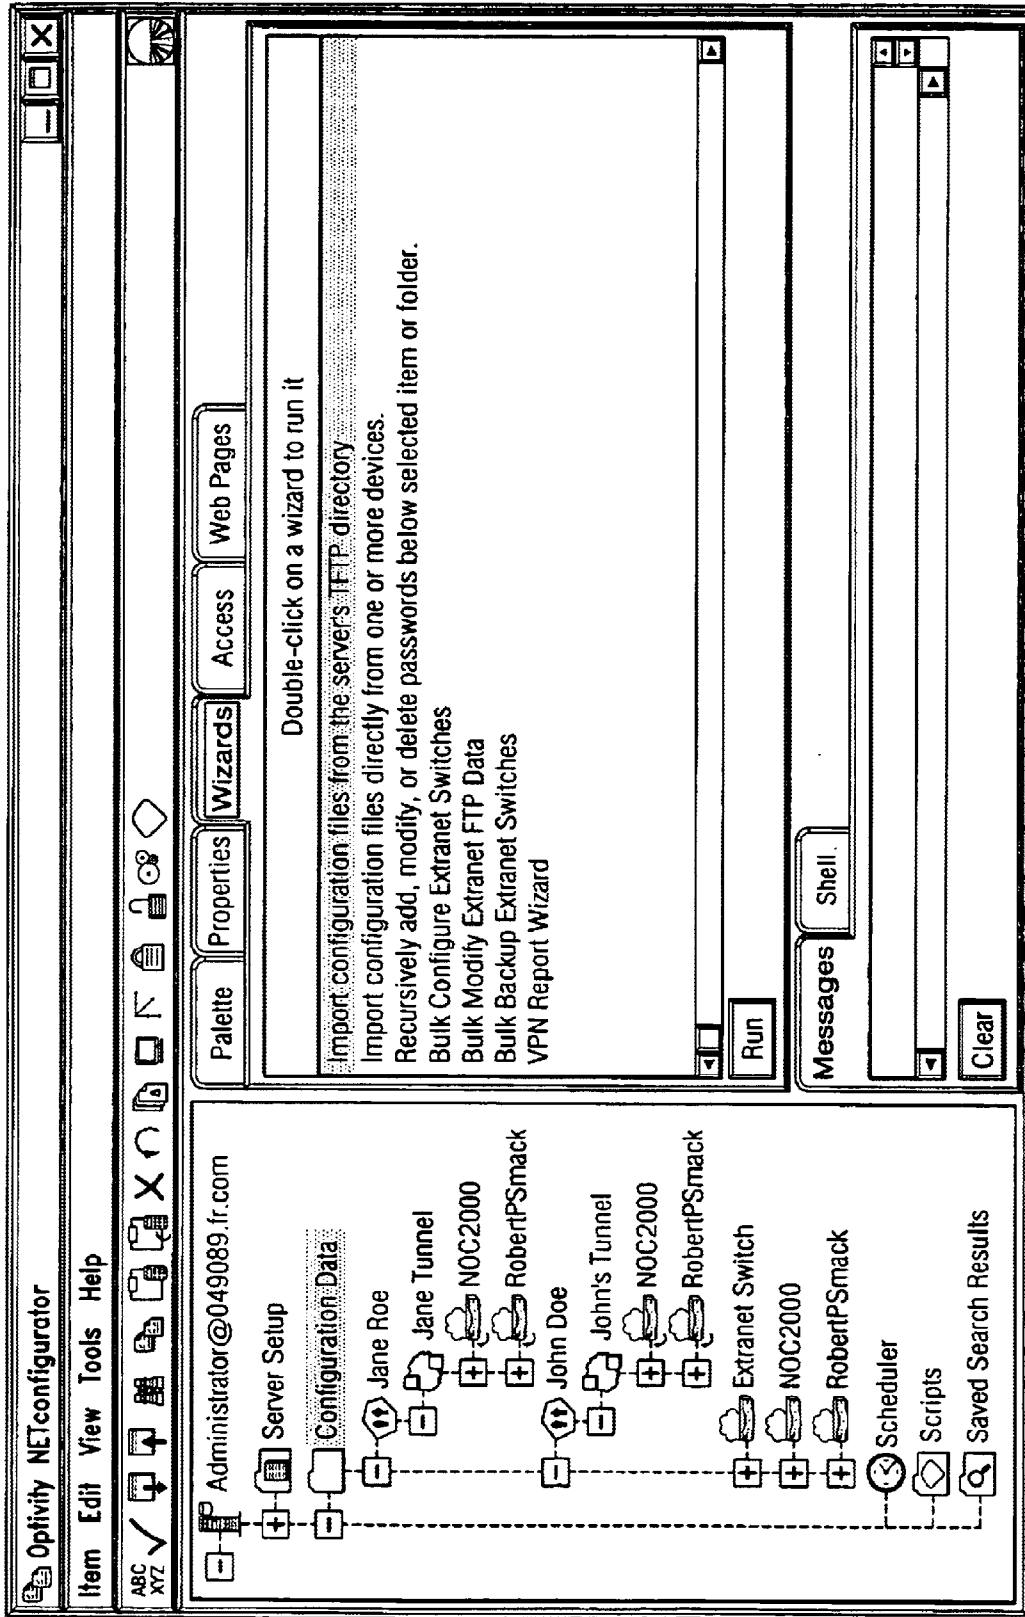 Optivity NETconfigurator
Item Edit View Tools Help
ABC
XYZ
Administrator@049089.fr.com
Server Setup
Configuration Data
Jane Roe
Jane Tunnel
NOC2000
RobertPSmack
John Doe
John's Tunnel
NOC2000
RobertPSmack
Extranet Switch
NOC2000
RobertPSmack
Scheduler
Scripts
Saved Search Results
Palette Properties Wizards Access Web Pages
Double-click on a wizard to run it
Import configuration files from the server's TFTP directory
Import configuration files directly from one or more devices.
Recursively add, modify, or delete passwords below selected item or folder.
Bulk Configure Extranet Switches
Bulk Modify Extranet FTP Data
Bulk Backup Extranet Switches
VPN Report Wizard
Run
Messages Shell
Clear